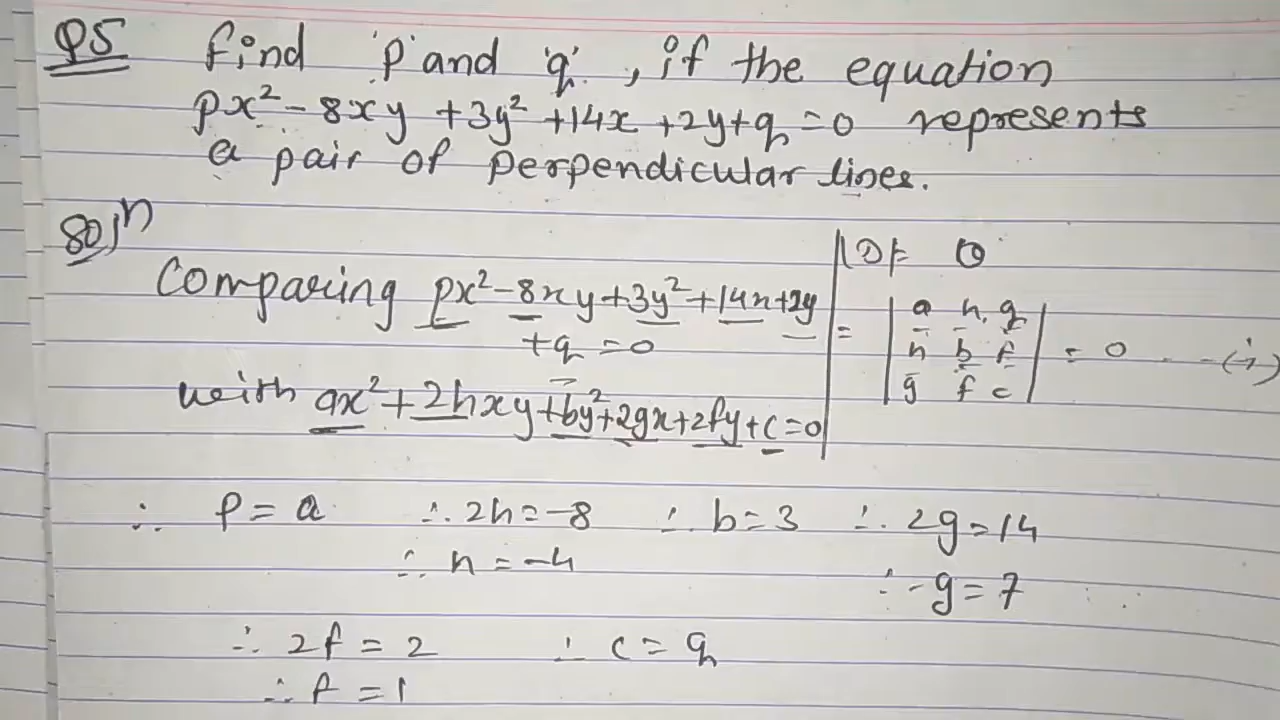 Q5 Find 'p' and 'q', if the equation
px² - 8xy + 3y² + 14x + 2y + q = 0 represents
a pair of perpendicular lines.
Solⁿ
Comparing px² - 8xy + 3y² + 14x + 2y
+ q = 0
with ax² + 2hxy + by² + 2gx + 2fy + c = 0
|D| = 0
= | a h g |
| h b f | = 0 --- (i)
| g f c |
∴ P = a ∴ 2h = -8 ∴ b = 3 ∴ 2g = 14
∴ h = -4 ∴ g = 7
∴ 2f = 2 ∴ c = q
∴ f = 1